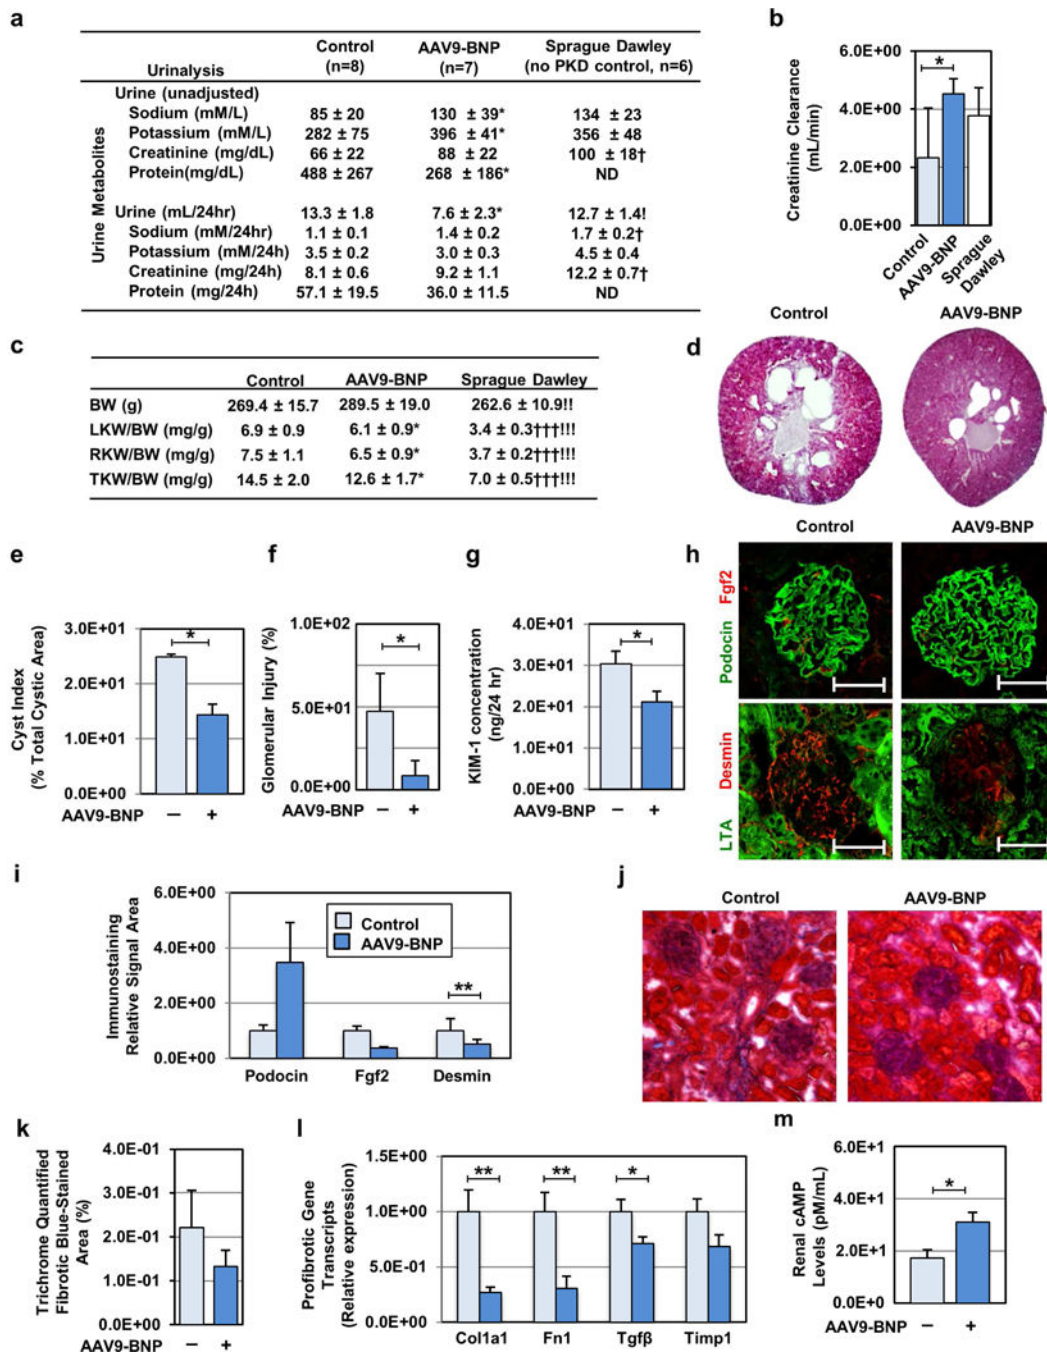 a
Urinalysis Control (n=8) AAV9-BNP (n=7) Sprague Dawley (no PKD control, n=6)
Urine Metabolites
Urine (unadjusted)
Sodium (mM/L) 85 ± 20 130 ± 39* 134 ± 23
Potassium (mM/L) 282 ± 75 396 ± 41* 356 ± 48
Creatinine (mg/dL) 66 ± 22 88 ± 22 100 ± 18†
Protein(mg/dL) 488 ± 267 268 ± 186* ND
Urine (mL/24hr) 13.3 ± 1.8 7.6 ± 2.3* 12.7 ± 1.4!
Sodium (mM/24hr) 1.1 ± 0.1 1.4 ± 0.2 1.7 ± 0.2†
Potassium (mM/24h) 3.5 ± 0.2 3.0 ± 0.3 4.5 ± 0.4
Creatinine (mg/24h) 8.1 ± 0.6 9.2 ± 1.1 12.2 ± 0.7†
Protein (mg/24h) 57.1 ± 19.5 36.0 ± 11.5 ND
b
Creatinine Clearance
(mL/min)
6.0E+00
4.0E+00
2.0E+00
0.0E+00
*
Control
AAV9-BNP
Sprague
Dawley
c
Control AAV9-BNP Sprague Dawley
BW (g) 269.4 ± 15.7 289.5 ± 19.0 262.6 ± 10.9!!
LKW/BW (mg/g) 6.9 ± 0.9 6.1 ± 0.9* 3.4 ± 0.3†††!!!
RKW/BW (mg/g) 7.5 ± 1.1 6.5 ± 0.9* 3.7 ± 0.2†††!!!
TKW/BW (mg/g) 14.5 ± 2.0 12.6 ± 1.7* 7.0 ± 0.5†††!!!
d
Control AAV9-BNP
e
Cyst Index
(% Total Cystic Area)
3.0E+01
2.0E+01
1.0E+01
0.0E+00
*
AAV9-BNP − +
f
Glomerular Injury (%)
1.0E+02
5.0E+01
0.0E+00
*
− +
g
KIM-1 concentration
(ng/24 hr)
4.0E+01
3.0E+01
2.0E+01
1.0E+01
0.0E+00
*
AAV9-BNP − +
h
Control AAV9-BNP
Podocin Fgf2
LTA Desmin
i
Immunostaining
Relative Signal Area
6.0E+00
4.0E+00
2.0E+00
0.0E+00
Control
AAV9-BNP
**
Podocin Fgf2 Desmin
j
Control AAV9-BNP
k
Trichrome Quantified
Fibrotic Blue-Stained
Area (%)
4.0E-01
3.0E-01
2.0E-01
1.0E-01
0.0E+00
AAV9-BNP − +
l
Profibrotic Gene
Transcripts
(Relative expression)
1.5E+00
1.0E+00
5.0E-01
0.0E+00
** ** *
Col1a1 Fn1 Tgfβ Timp1
m
Renal cAMP
Levels (pM/mL)
6.0E+1
4.0E+1
2.0E+1
0.0E+1
*
AAV9-BNP − +